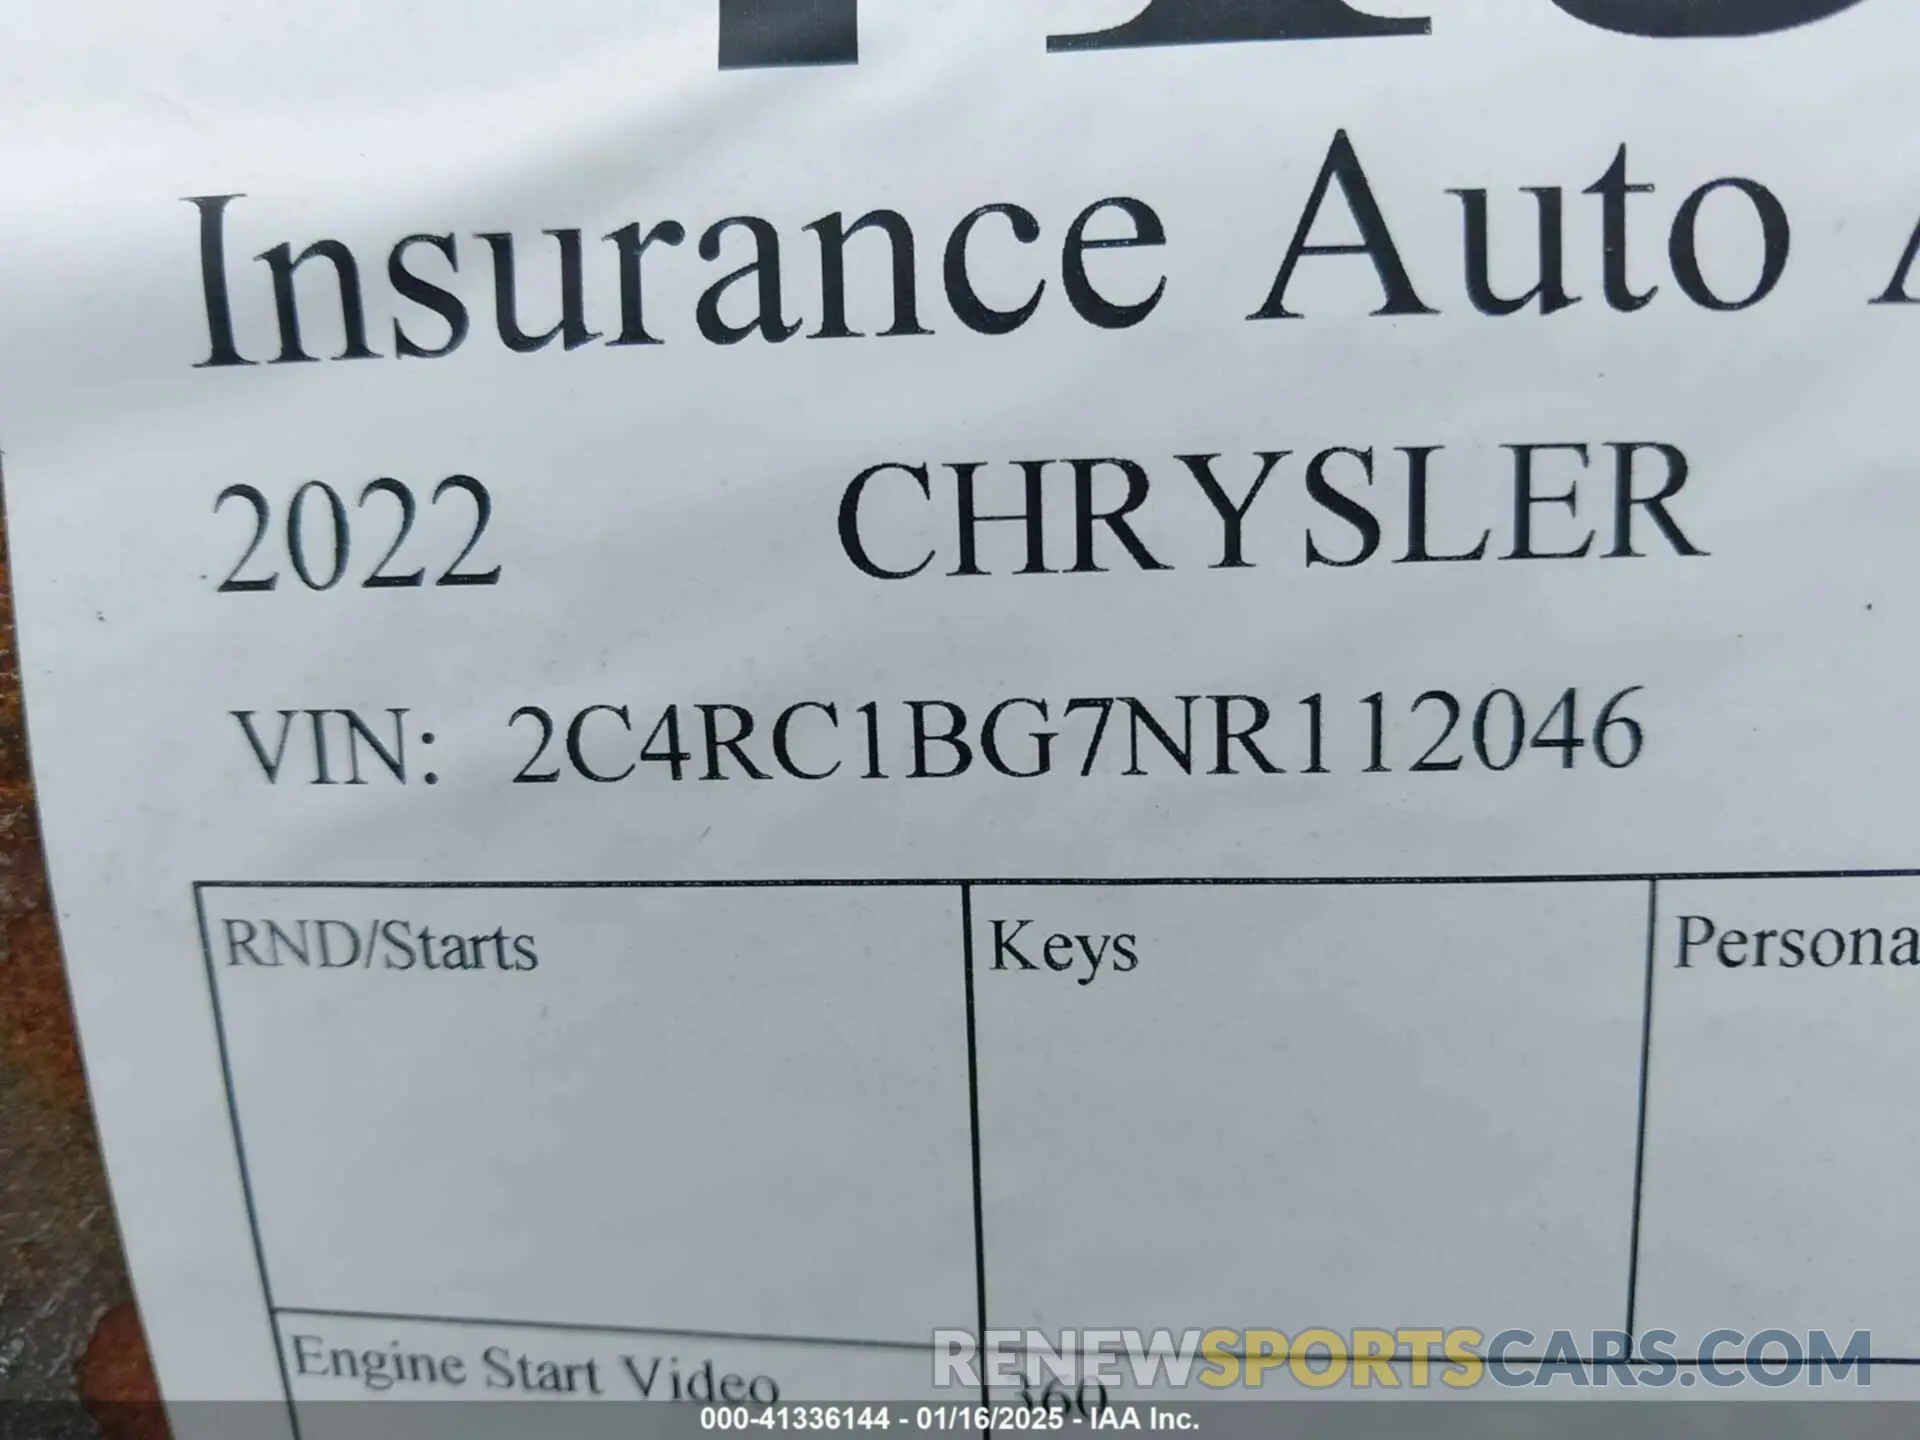 Insurance Auto
2022 CHRYSLER
VIN: 2C4RC1BG7NR112046
RND/Starts Keys Persona
Engine Start Video 360
RENEWSPORTSCARS.COM
000-41336144 - 01/16/2025 - IAA Inc.